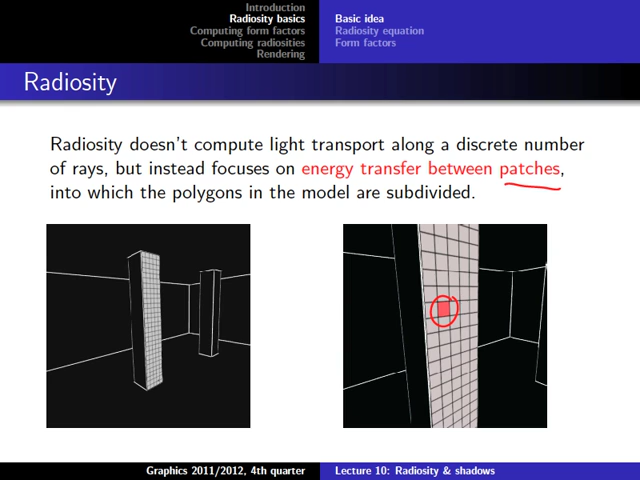 Introduction
Radiosity basics
Computing form factors
Computing radiosities
Rendering
Basic idea
Radiosity equation
Form factors
Radiosity
Radiosity doesn't compute light transport along a discrete number
of rays, but instead focuses on energy transfer between patches,
into which the polygons in the model are subdivided.
Graphics 2011/2012, 4th quarter
Lecture 10: Radiosity & shadows